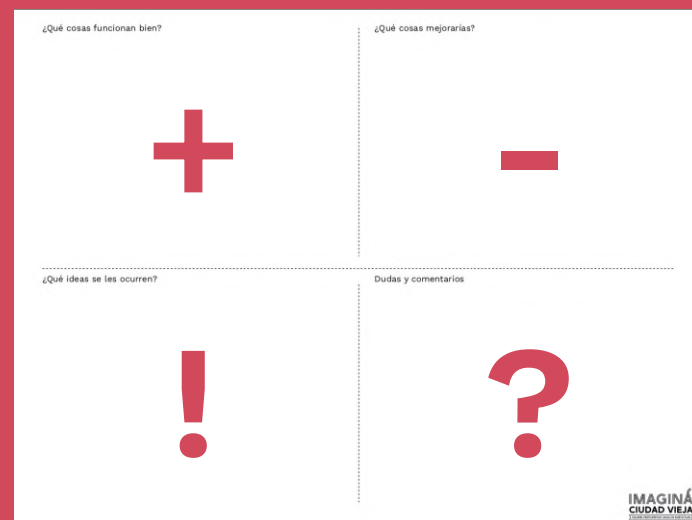 ¿Qué cosas funcionan bien?
¿Qué cosas mejorarías?
+
-
¿Qué ideas se les ocurren?
Dudas y comentarios
!
?
IMAGINÁ
CIUDAD VIEJA